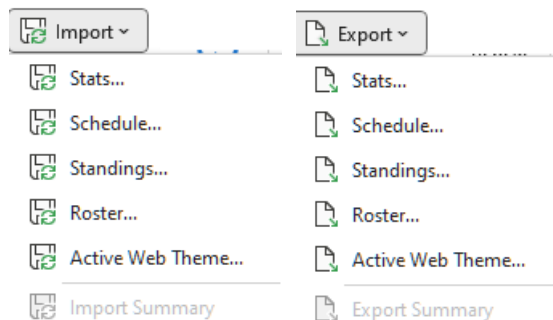 Import
Stats...
Schedule...
Standings...
Roster...
Active Web Theme...
Import Summary
Export
Stats...
Schedule...
Standings...
Roster...
Active Web Theme...
Export Summary